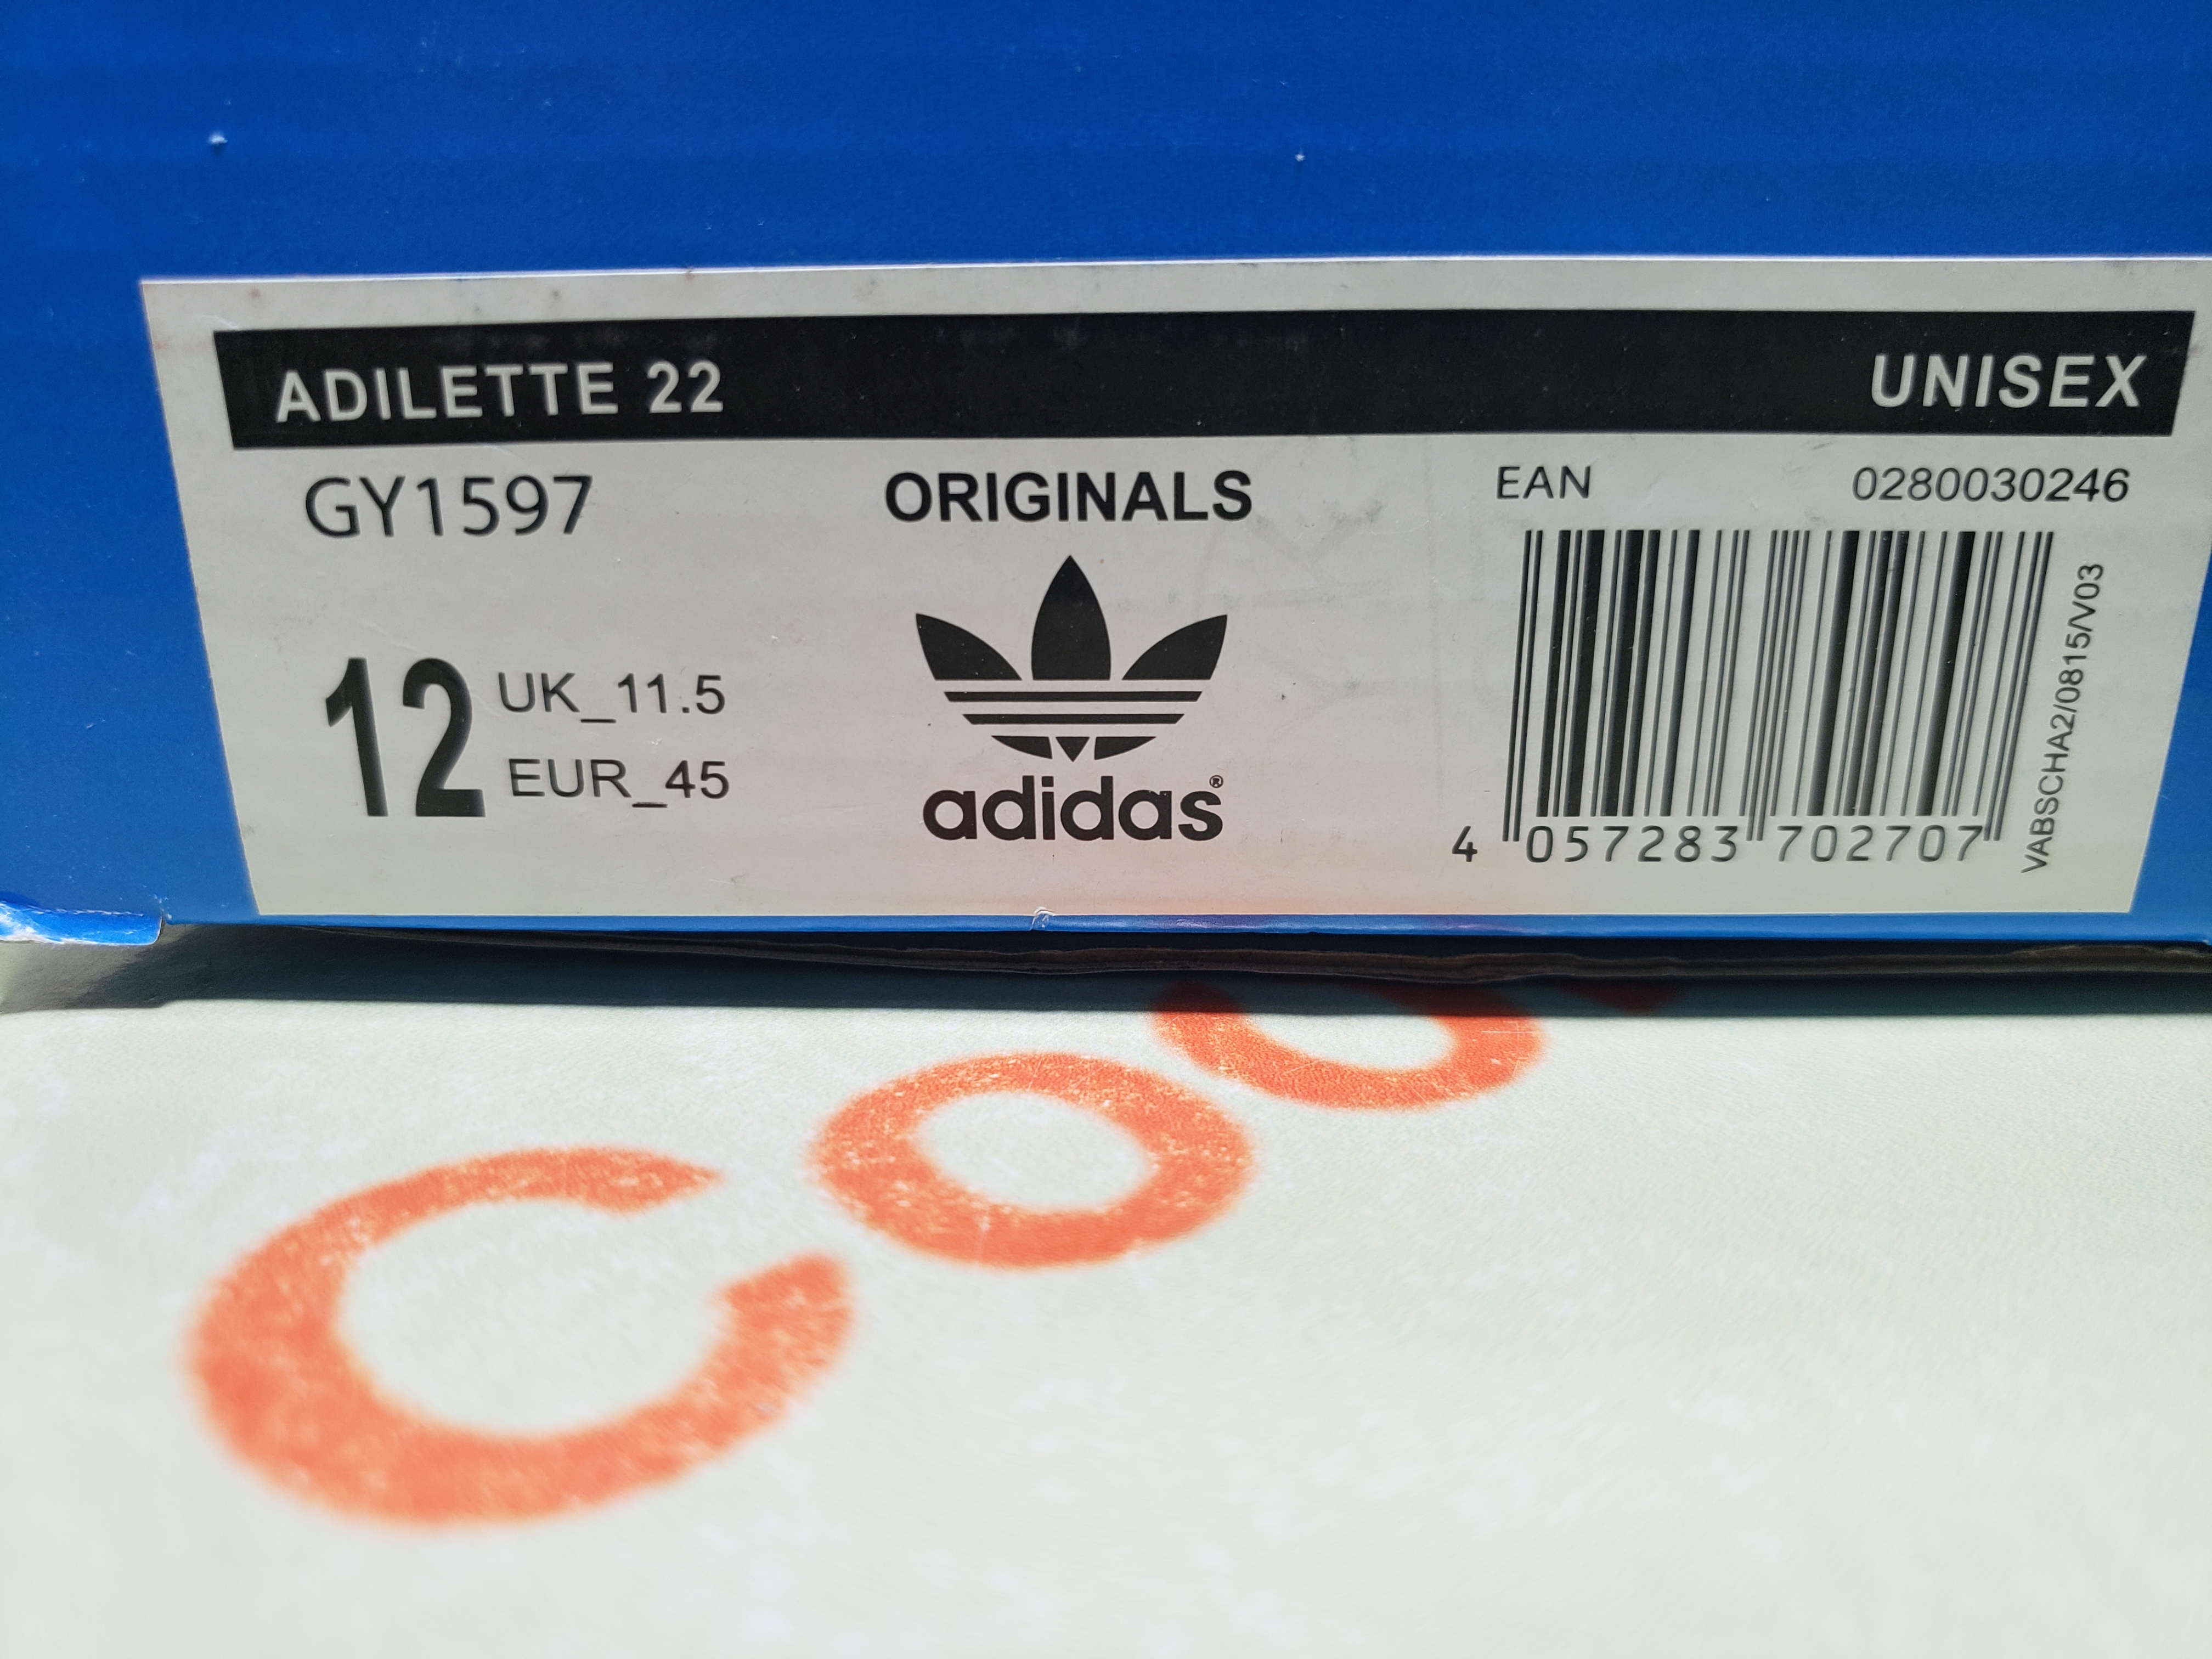 ADILETTE 22
UNISEX
GY1597
ORIGINALS
EAN
0280030246
12
UK_11.5
EUR_45
adidas®
4 057283 702707
VABSCHA2/0815/V03